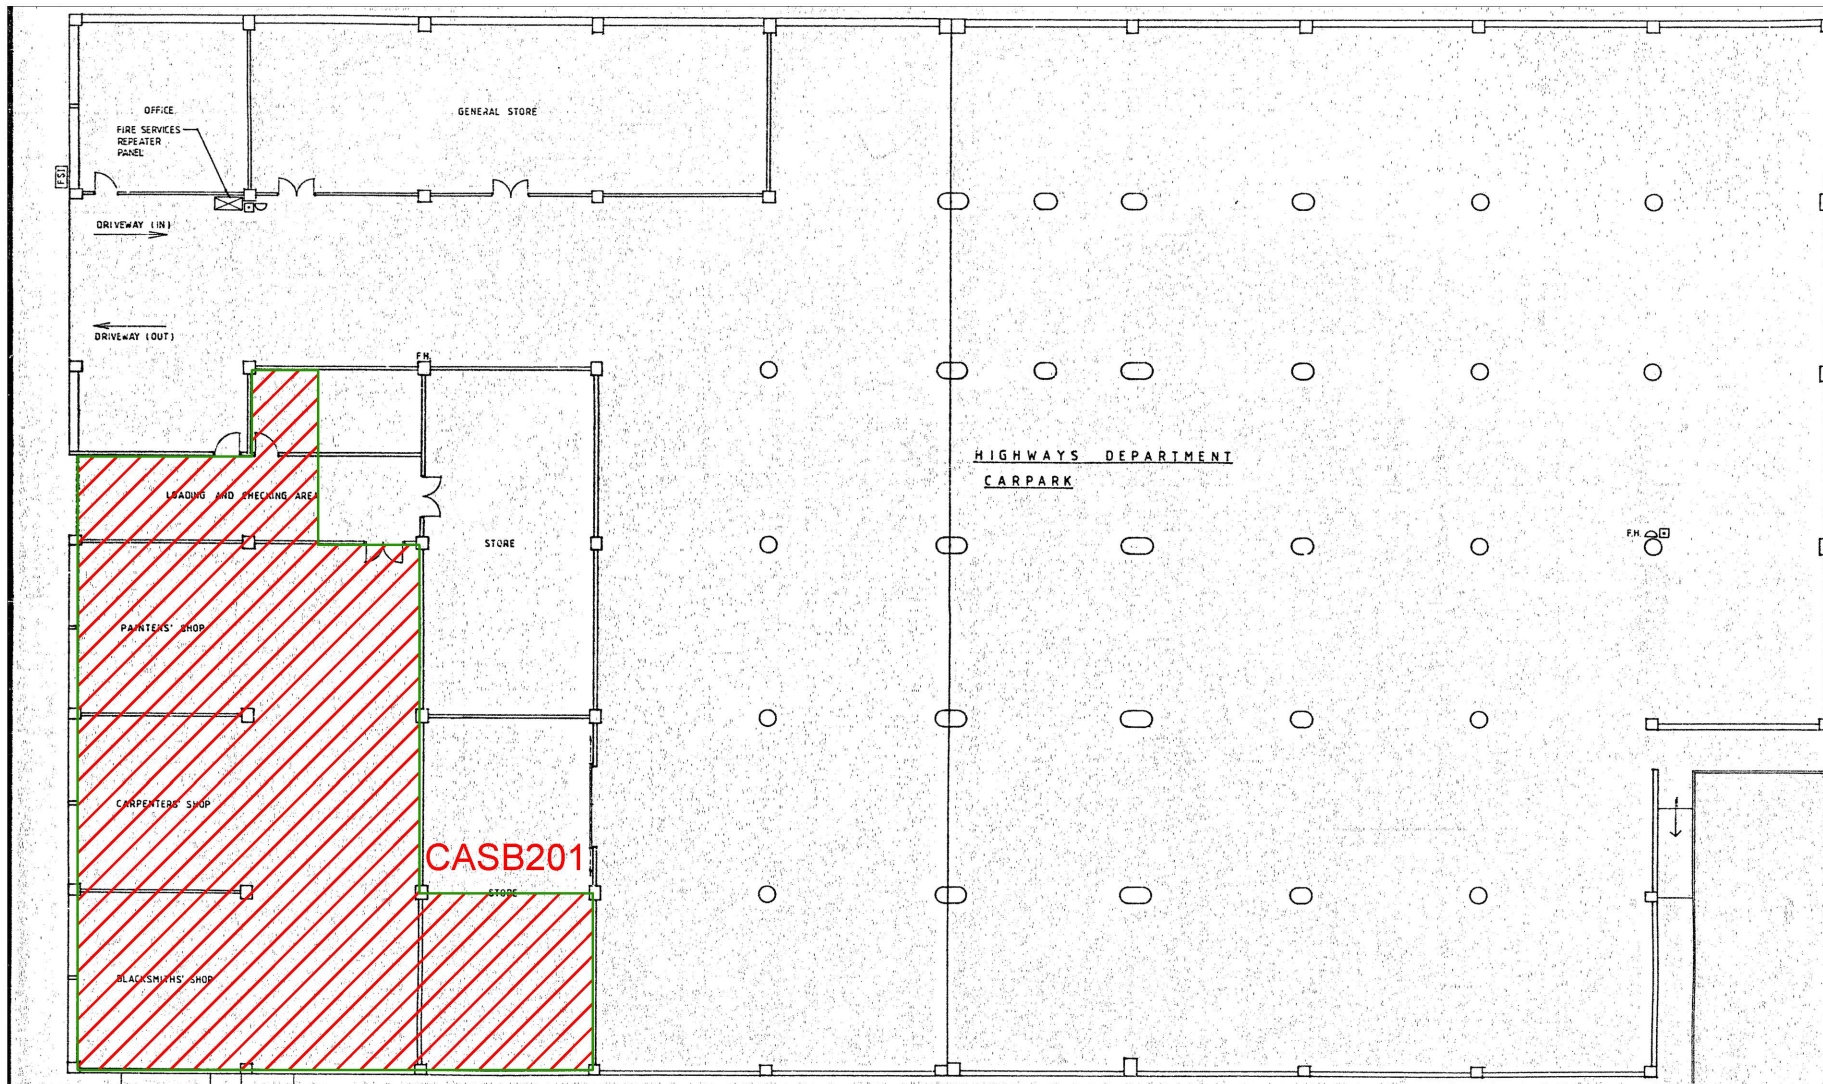 OFFICE
GENERAL STORE
FIRE SERVICES
REPEATER
PANEL
FSI
DRIVEWAY (IN)
DRIVEWAY (OUT)
F.H.
LOADING AND CHECKING AREA
HIGHWAYS DEPARTMENT
CARPARK
STORE
F.H.
PAINTERS' SHOP
CARPENTERS' SHOP
CASB201
STORE
BLACKSMITHS' SHOP